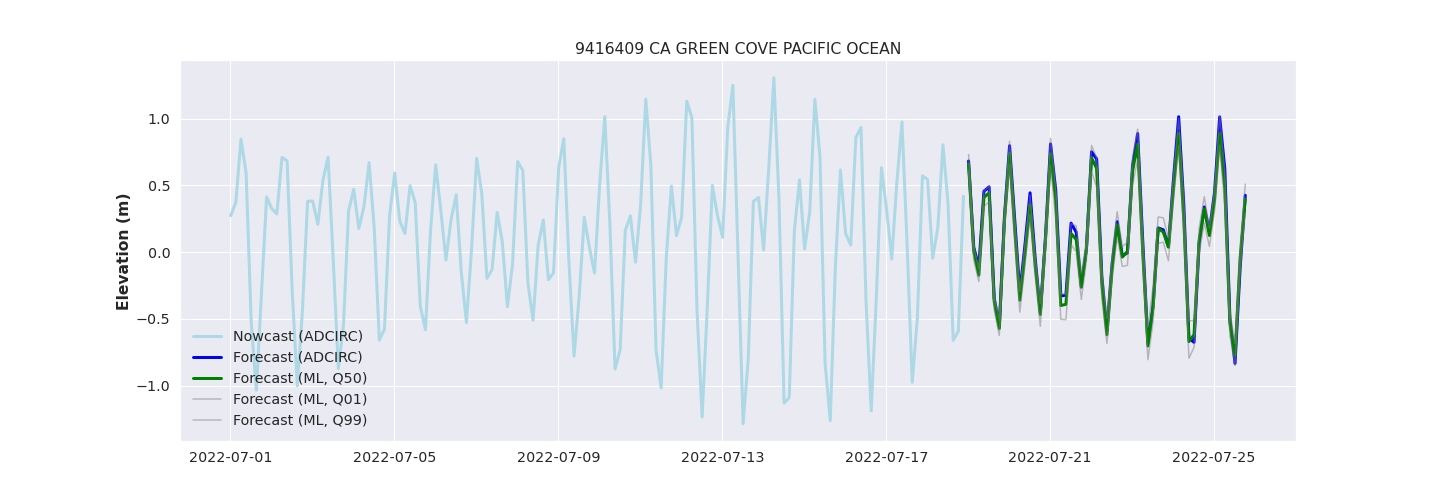 9416409 CA GREEN COVE PACIFIC OCEAN
Elevation (m)
1.0
0.5
0.0
−0.5
−1.0
Nowcast (ADCIRC)
Forecast (ADCIRC)
Forecast (ML, Q50)
Forecast (ML, Q01)
Forecast (ML, Q99)
2022-07-01 2022-07-05 2022-07-09 2022-07-13 2022-07-17 2022-07-21 2022-07-25